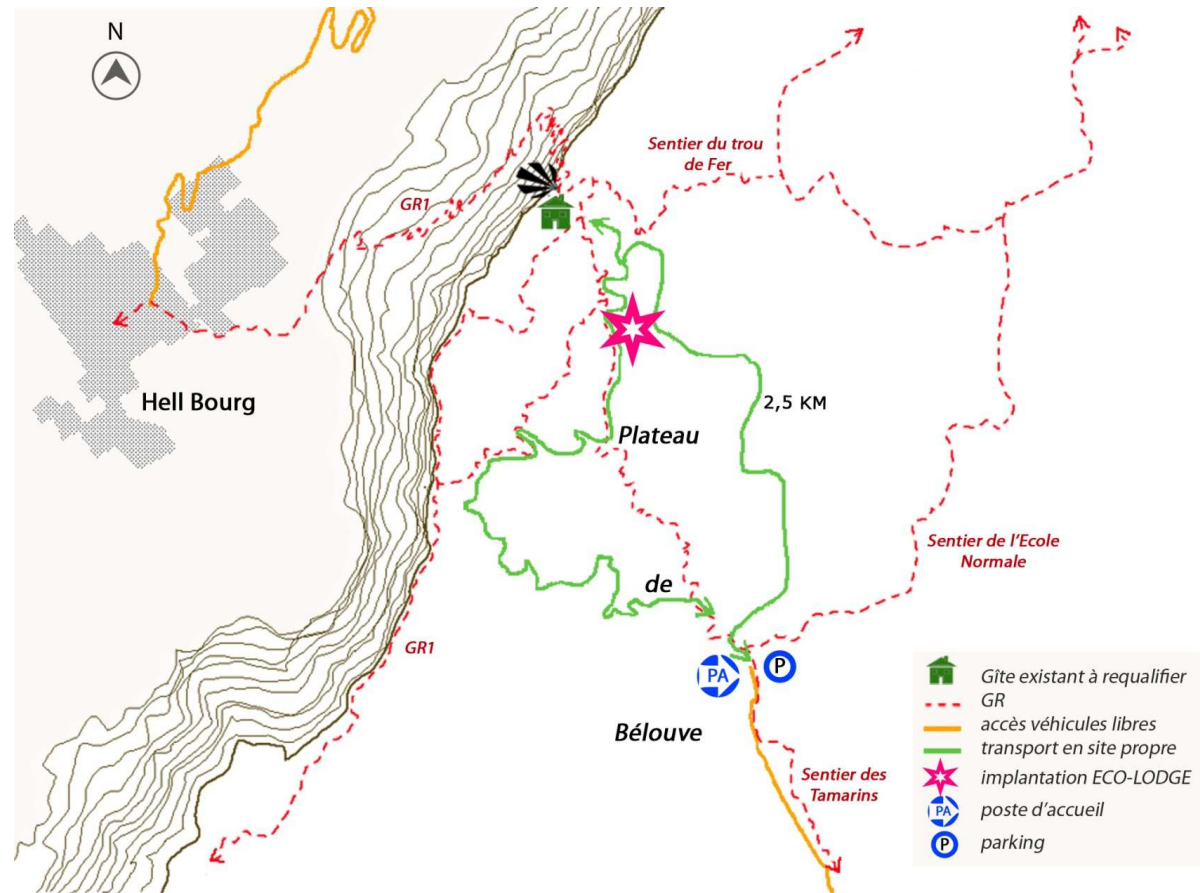 N
Sentier du trou
de Fer
GR1
Hell Bourg
2,5 KM
Plateau
Sentier de l'Ecole
Normale
de
GR1
PA
P
Bélouve
Sentier des
Tamarins
Gîte existant à requalifier
GR
accès véhicules libres
transport en site propre
implantation ECO-LODGE
PA
poste d'accueil
P
parking